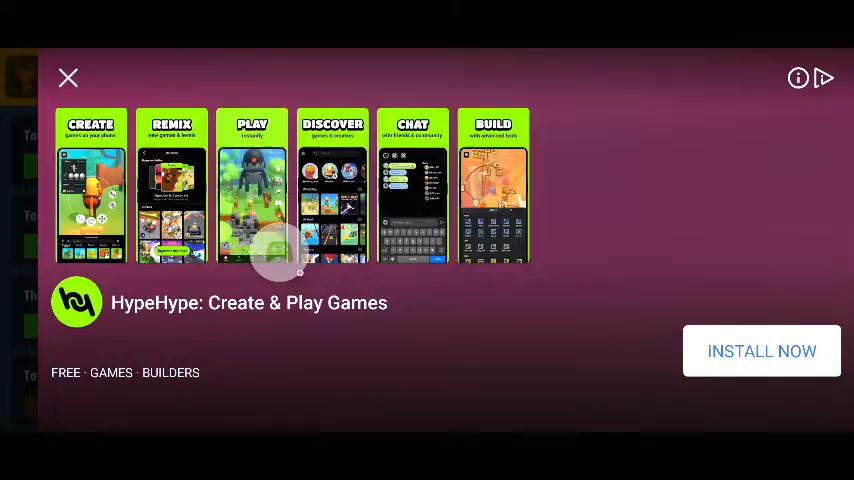 CREATE
games on your phone
REMIX
new games & levels
PLAY
Instantly
DISCOVER
games & creators
CHAT
with friends & community
BUILD
with advanced tools
HypeHype: Create & Play Games
INSTALL NOW
FREE · GAMES · BUILDERS